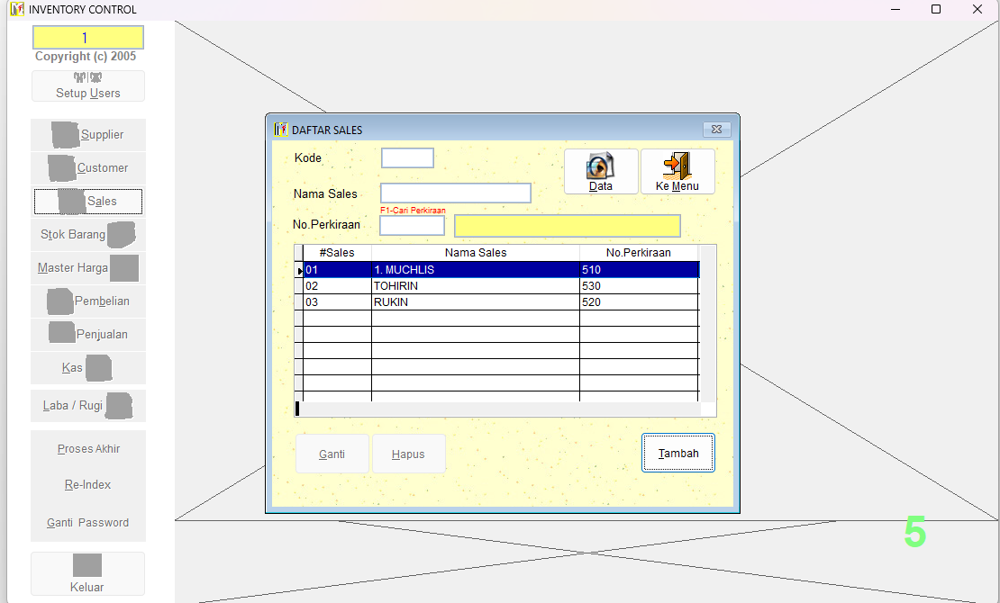 INVENTORY CONTROL
1
Copyright (c) 2005
Setup Users
Supplier
Customer
Sales
Stok Barang
Master Harga
Pembelian
Penjualan
Kas
Laba / Rugi
Proses Akhir
Re-Index
Ganti Password
Keluar
DAFTAR SALES
Kode
Data
Ke Menu
Nama Sales
F1-Cari Perkiraan
No.Perkiraan
#Sales Nama Sales No.Perkiraan
01 1. MUCHLIS 510
02 TOHIRIN 530
03 RUKIN 520
Ganti Hapus Tambah
5